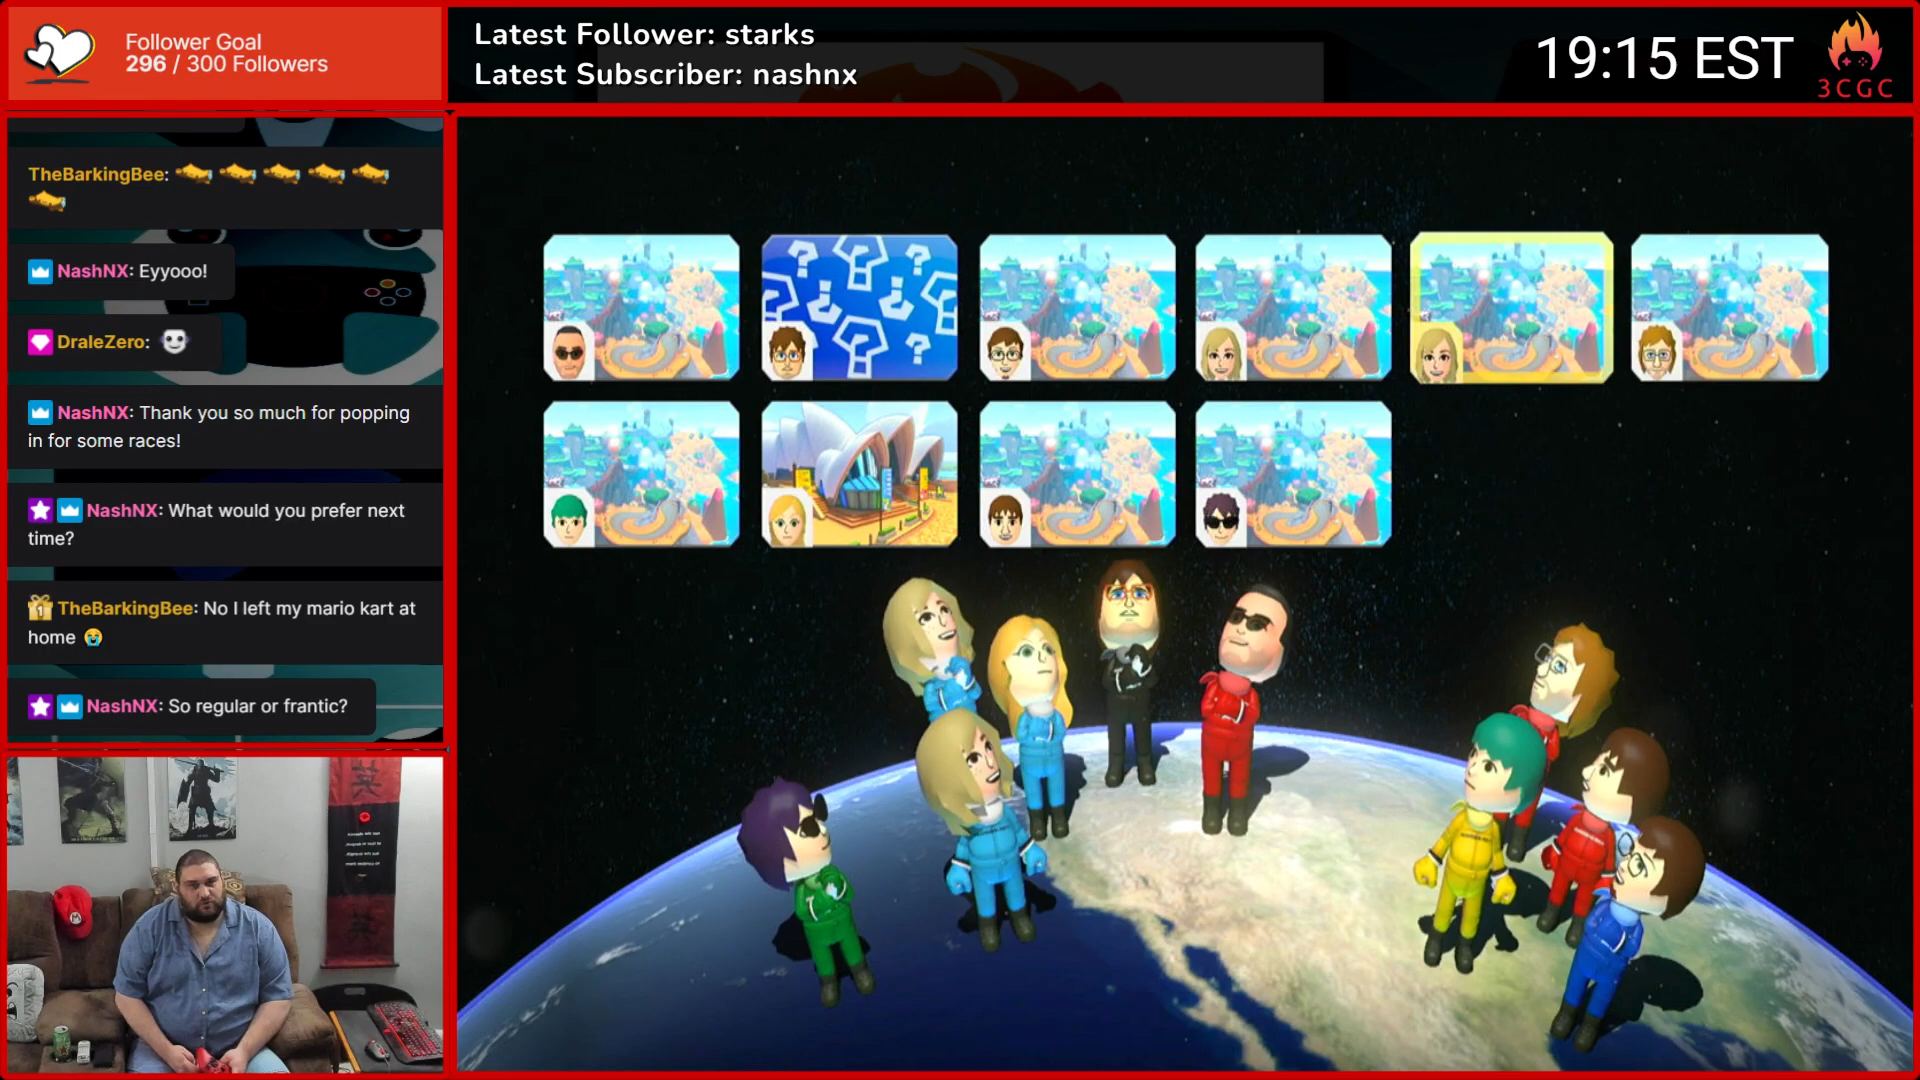 Follower Goal
296 / 300 Followers
Latest Follower: starks
Latest Subscriber: nashnx
19:15 EST
3CGC
TheBarkingBee:
NashNX: Eyyooo!
DraleZero:
NashNX: Thank you so much for popping
in for some races!
NashNX: What would you prefer next
time?
TheBarkingBee: No I left my mario kart at
home
NashNX: So regular or frantic?